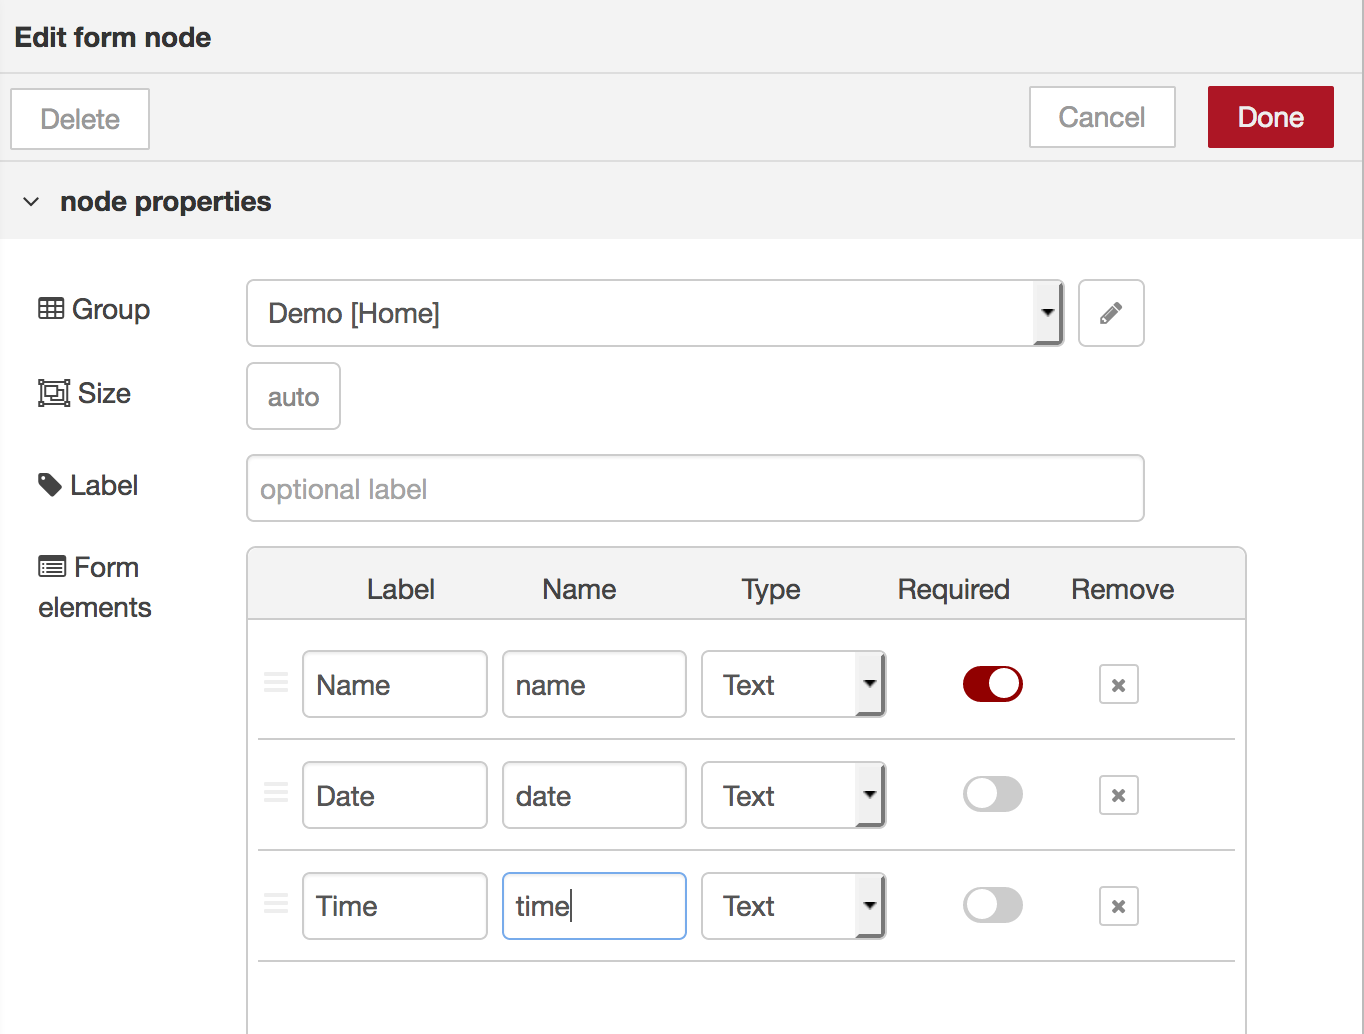 Edit form node
Delete Cancel Done
node properties
Group Demo [Home]
Size auto
Label optional label
Form elements
Label Name Type Required Remove
Name name Text
Date date Text
Time time Text